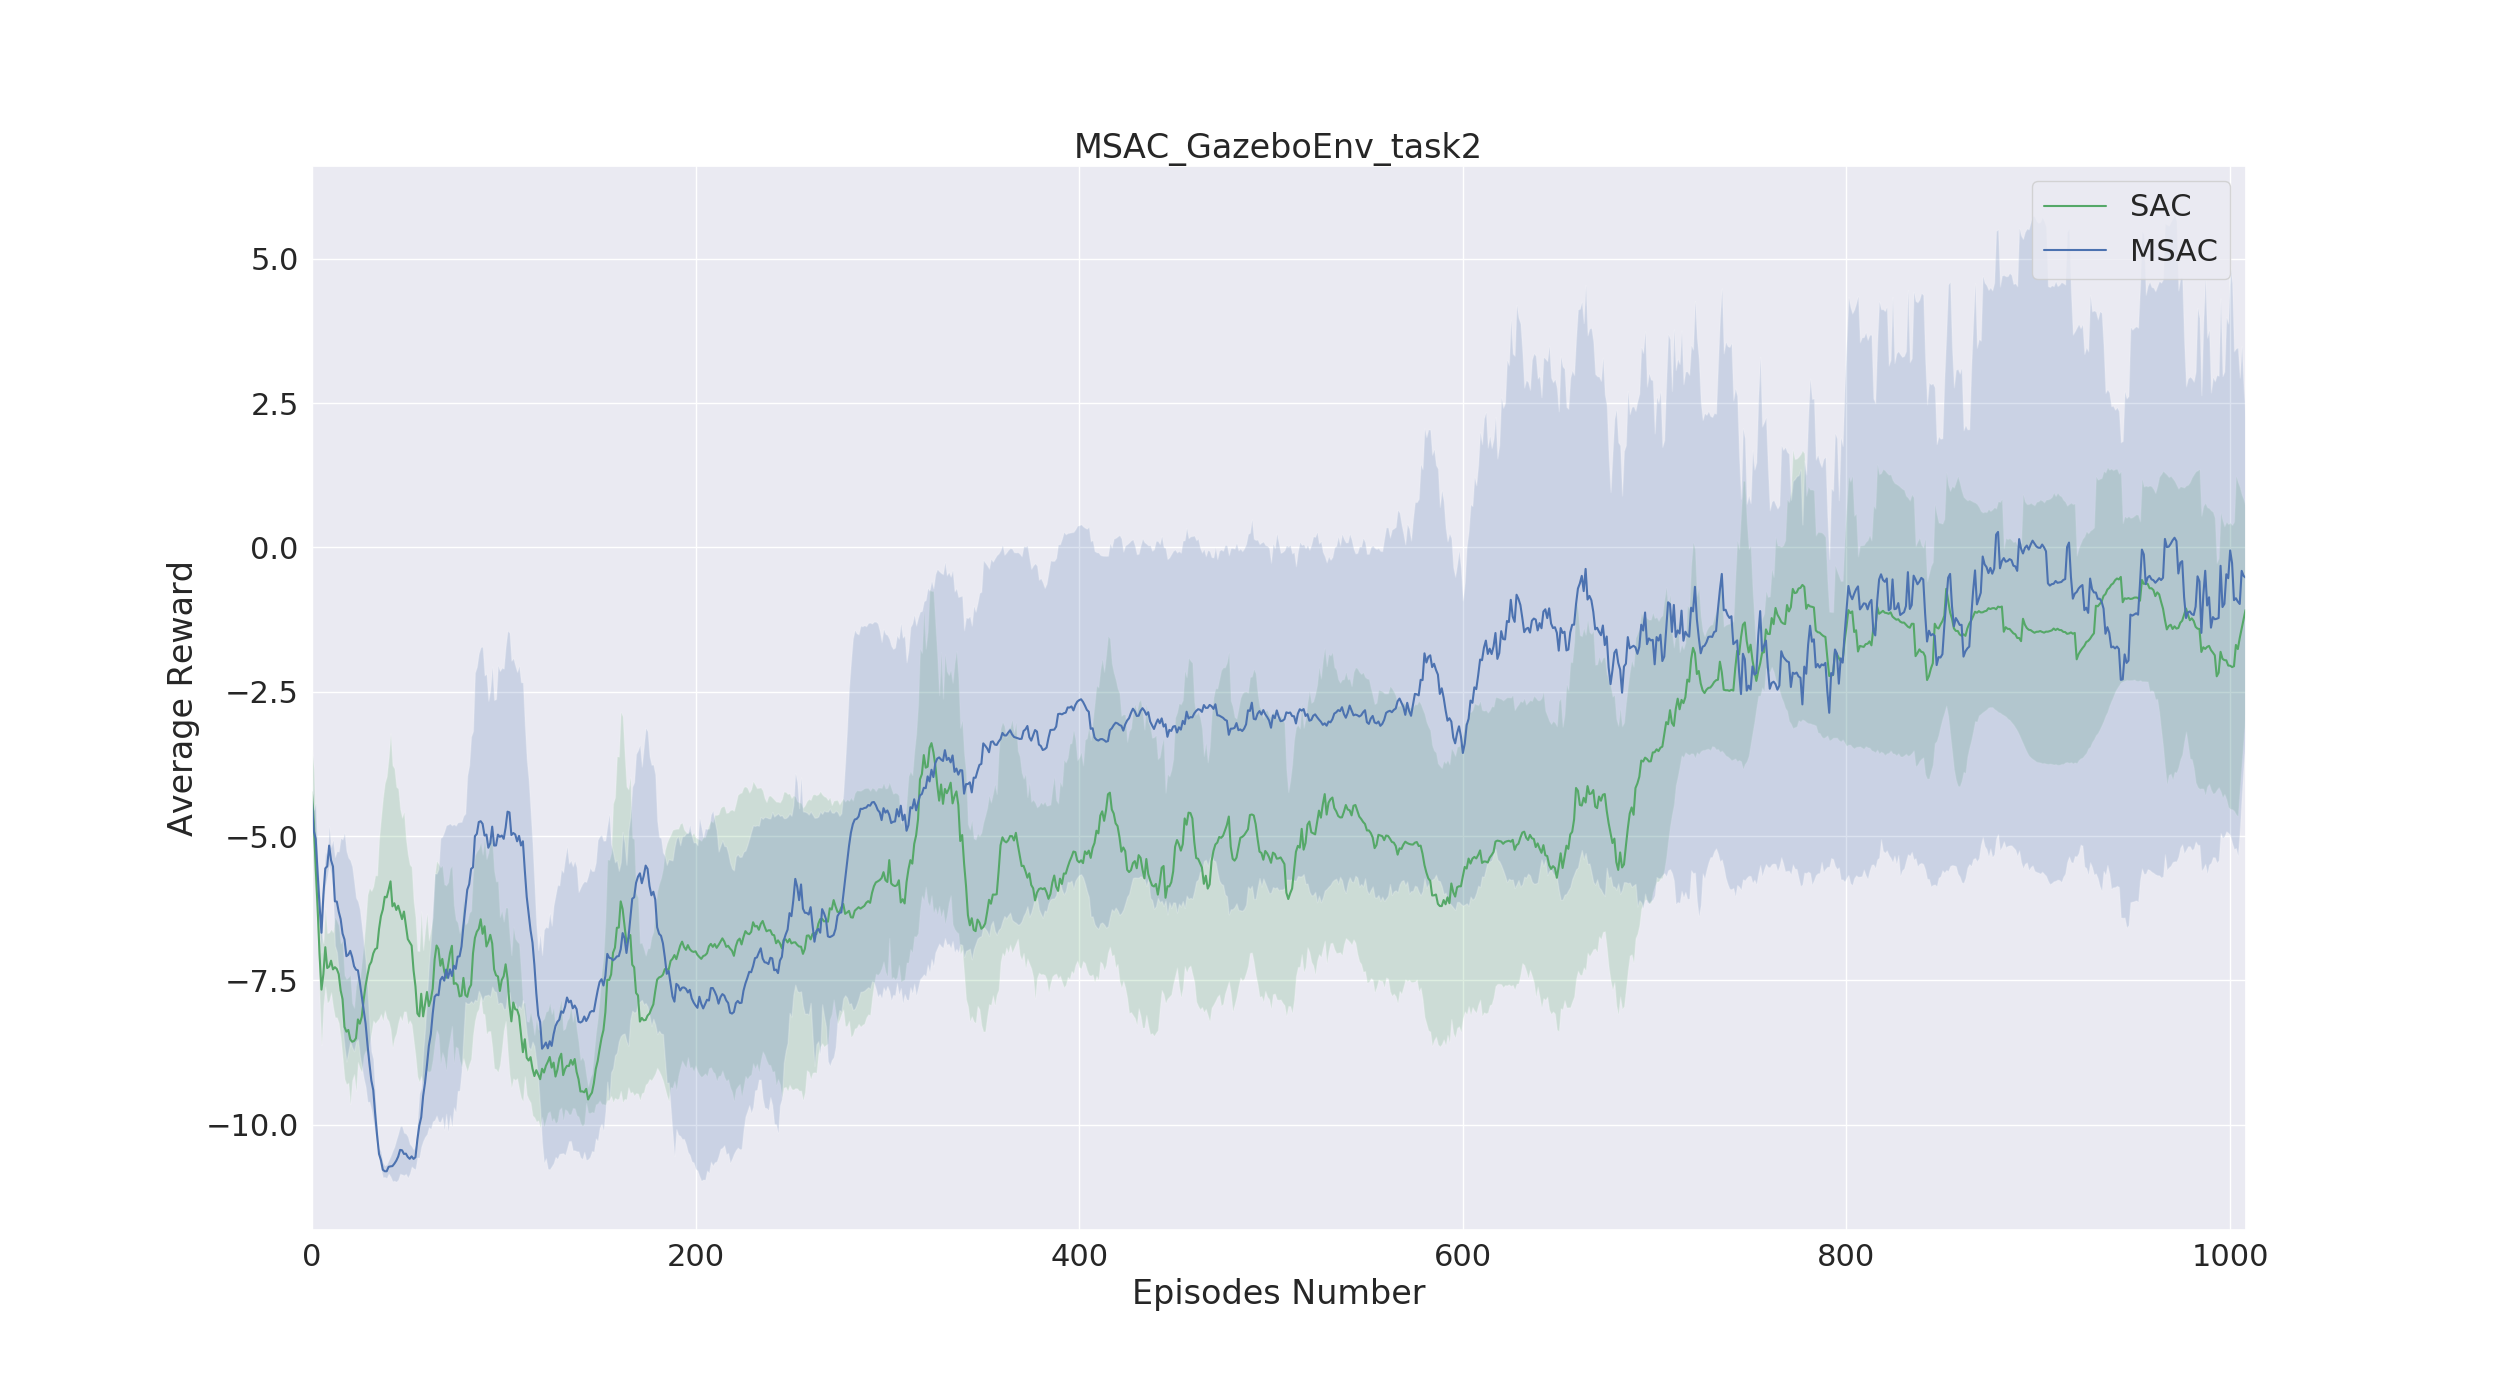 MSAC_GazeboEnv_task2
SAC
MSAC
Average Reward
5.0
2.5
0.0
−2.5
−5.0
−7.5
−10.0
0 200 400 600 800 1000
Episodes Number